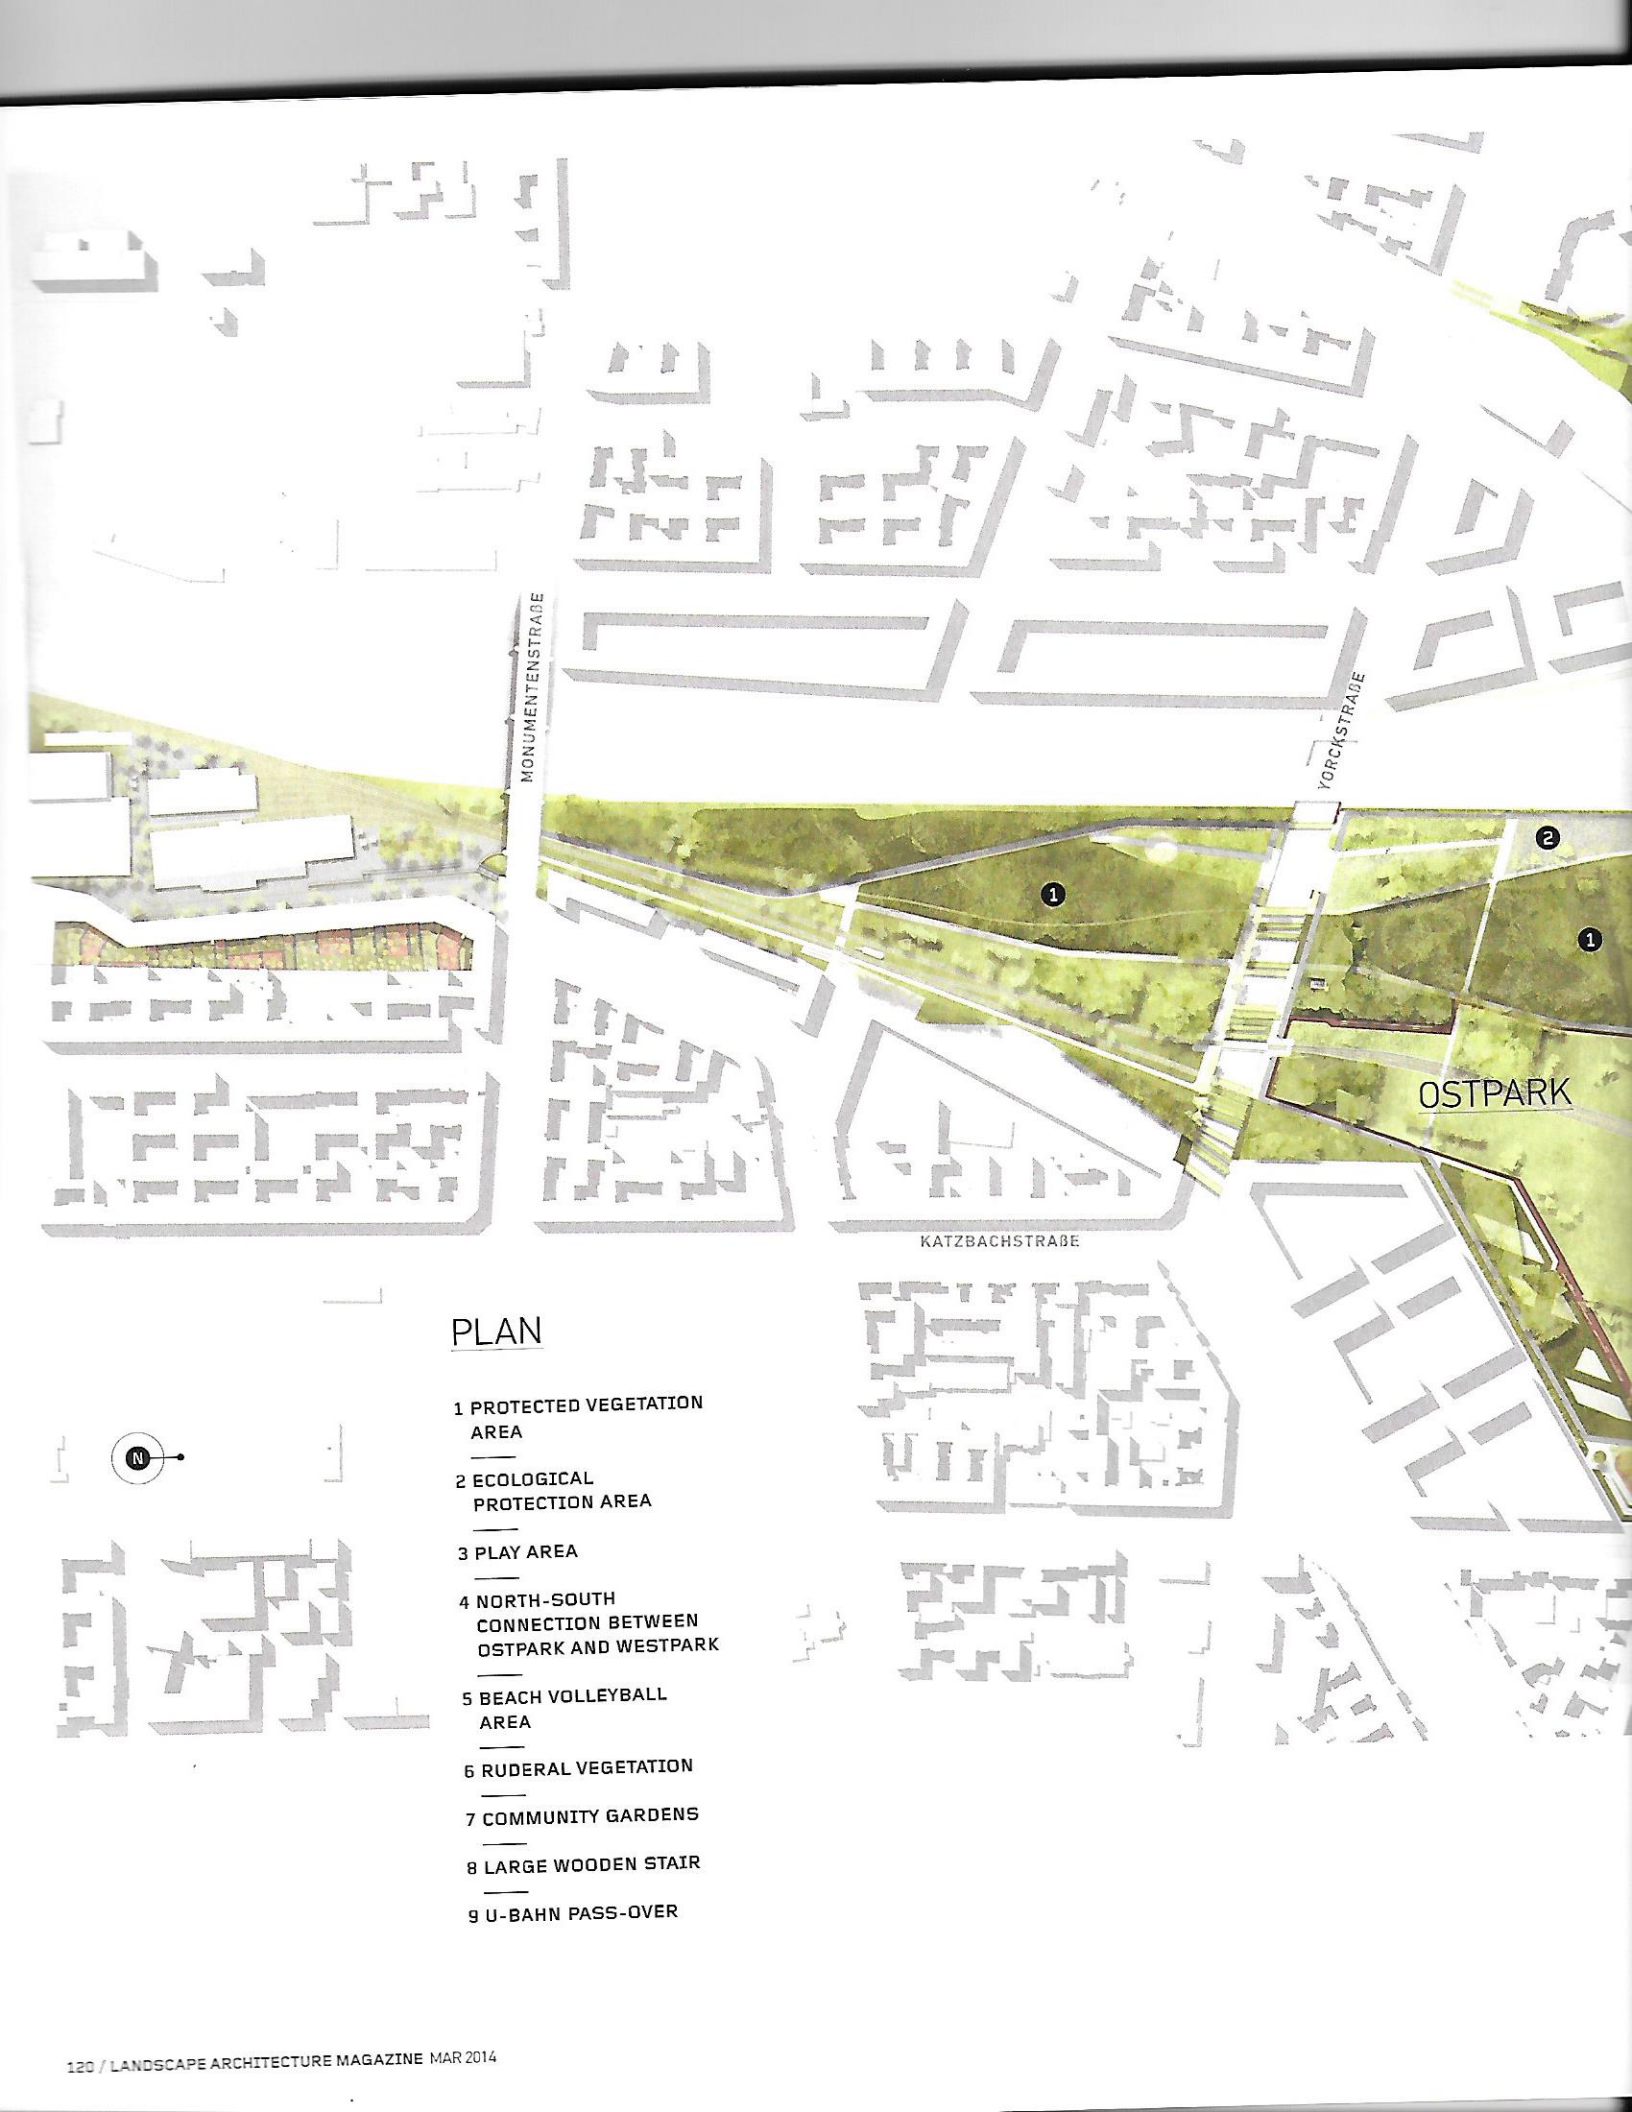 MONUMENTENSTRAßE
YORCKSTRAßE
2
1
1
OSTPARK
KATZBACHSTRAßE
PLAN
1 PROTECTED VEGETATION
AREA
2 ECOLOGICAL
PROTECTION AREA
N
3 PLAY AREA
4 NORTH-SOUTH
CONNECTION BETWEEN
OSTPARK AND WESTPARK
5 BEACH VOLLEYBALL
AREA
6 RUDERAL VEGETATION
7 COMMUNITY GARDENS
8 LARGE WOODEN STAIR
9 U-BAHN PASS-OVER
120 / LANDSCAPE ARCHITECTURE MAGAZINE MAR 2014